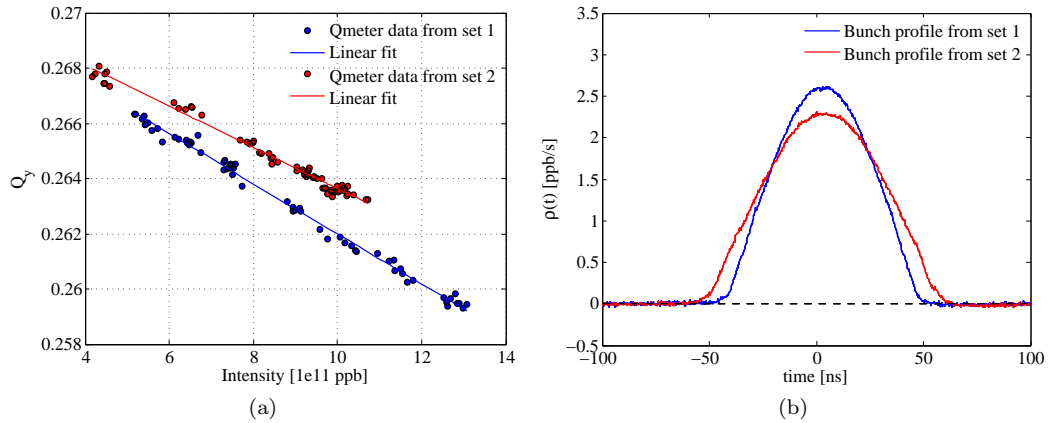 0.27
0.268
0.266
0.264
0.262
0.26
0.258
Q_y
4
6
8
10
12
14
Intensity [1e11 ppb]
Qmeter data from set 1
Linear fit
Qmeter data from set 2
Linear fit
(a)
3.5
3
2.5
2
1.5
1
0.5
0
−0.5
ρ(t) [ppb/s]
−100
−50
0
50
100
time [ns]
Bunch profile from set 1
Bunch profile from set 2
(b)